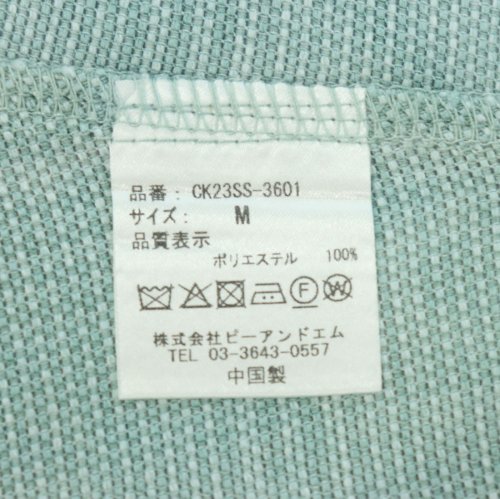 品番: CK23SS-3601
サイズ: M
品質表示
ポリエステル 100%
株式会社ビーアンドエム
TEL 03-3643-0557
中国製